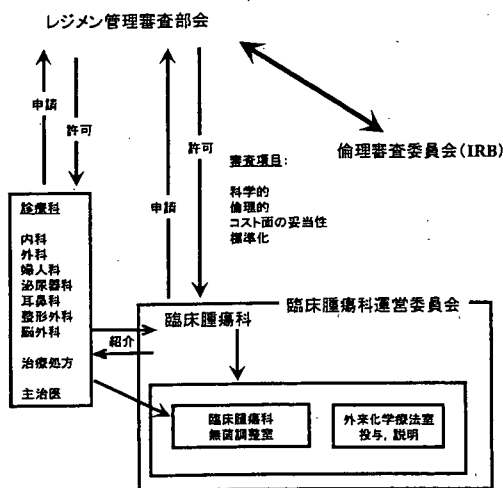 レジメン管理審査部会
申請
許可
倫理審査委員会(IRB)
申請
許可
審査項目:
科学的
倫理的
コスト面の妥当性
標準化
診療科
内科
外科
婦人科
泌尿器科
耳鼻科
整形外科
脳外科
治療処方
主治医
紹介
臨床腫瘍科運営委員会
臨床腫瘍科
臨床腫瘍科
無菌調整室
外来化学療法室
投与,説明